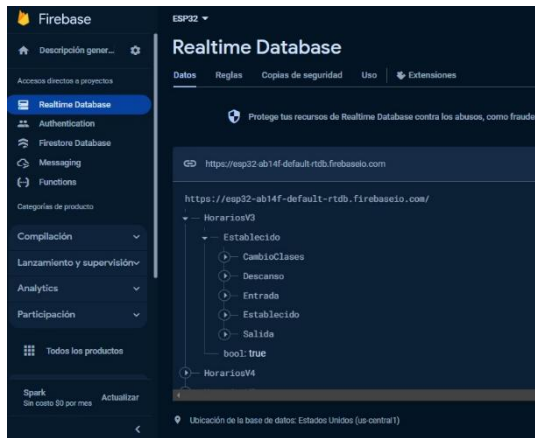 Firebase
Descripción gener...
Accesos directos a proyectos
Realtime Database
Authentication
Firestore Database
Messaging
Functions
Categorías de producto
Compilación
Lanzamiento y supervisión
Analytics
Participación
Todos los productos
Spark
Sin costo $0 por mes
Actualizar
ESP32
Realtime Database
Datos Reglas Copias de seguridad Uso Extensiones
Protege tus recursos de Realtime Database contra los abusos, como fraude
https://esp32-ab14f-default-rtdb.firebaseio.com
https://esp32-ab14f-default-rtdb.firebaseio.com/
HorariosV3
Establecido
CambioClases
Descanso
Entrada
Establecido
Salida
bool: true
HorariosV4
Ubicación de la base de datos: Estados Unidos (us-central1)